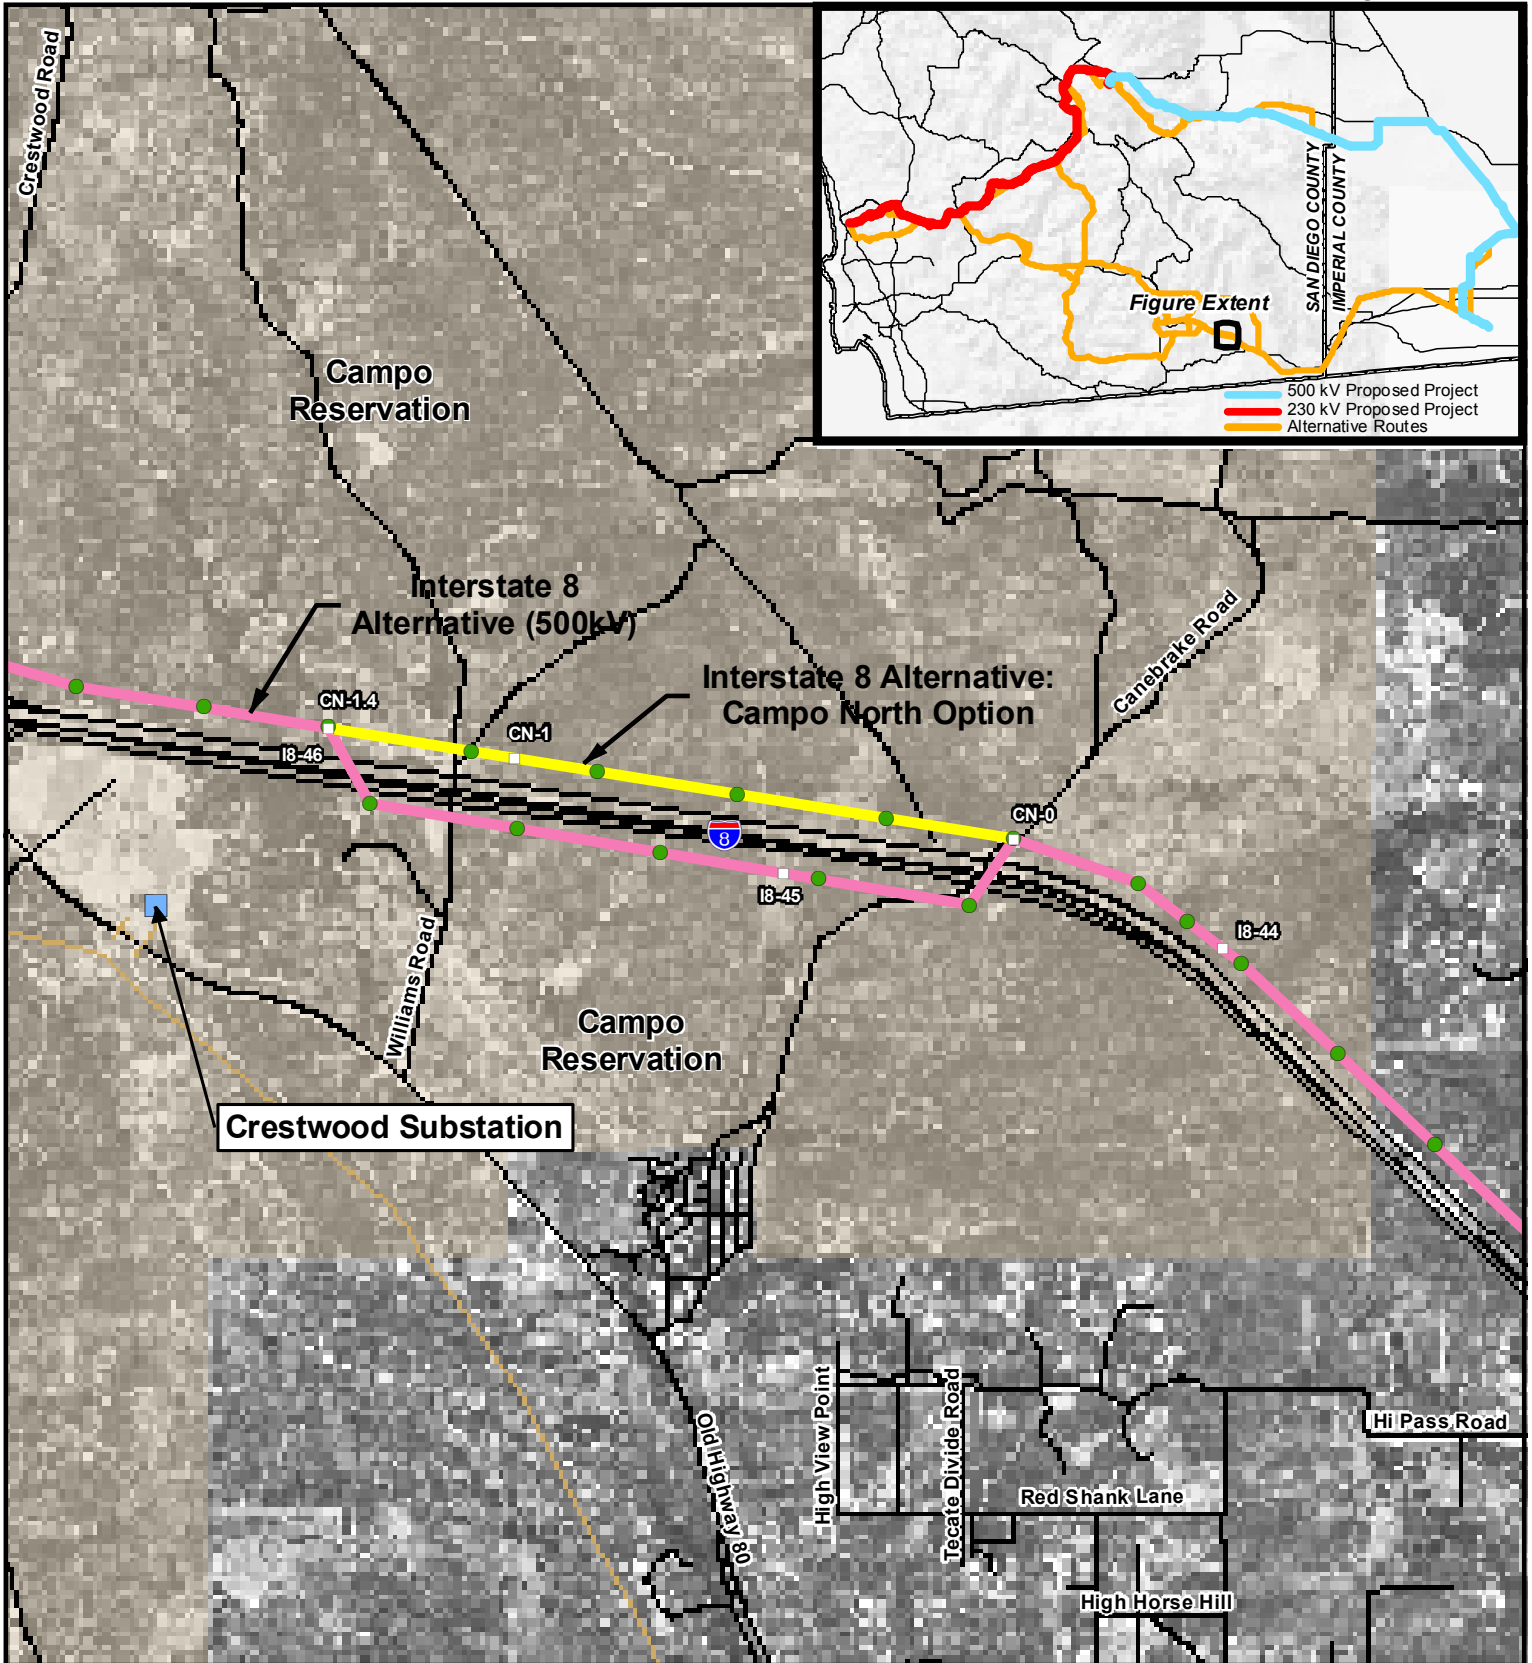 Crestwood Road
SAN DIEGO COUNTY
IMPERIAL COUNTY
Figure Extent
500 kV Proposed Project
230 kV Proposed Project
Alternative Routes
Campo
Reservation
Interstate 8
Alternative (500kV)
Canebrake Road
Interstate 8 Alternative:
Campo North Option
CN-1.4
CN-1
I8-46
CN-0
8
I8-45
I8-44
Williams Road
Campo
Reservation
Crestwood Substation
High View Point
Tecate Divide Road
Old Highway 80
Hi Pass Road
Red Shank Lane
High Horse Hill